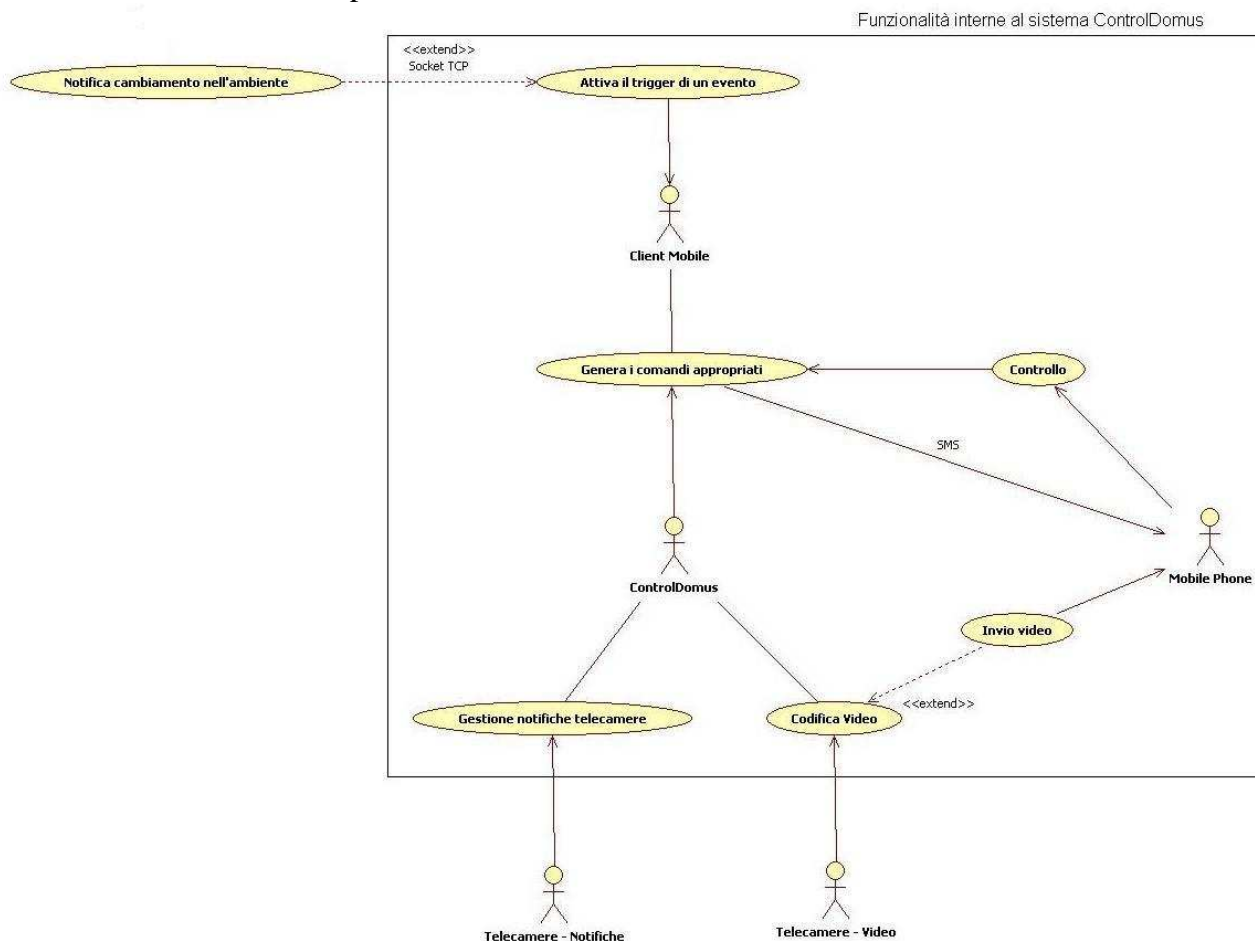 Funzionalità interne al sistema ControlDomus
<<extend>>
Socket TCP
Notifica cambiamento nell'ambiente
Attiva il trigger di un evento
Client Mobile
Genera i comandi appropriati
Controllo
SMS
ControlDomus
Mobile Phone
Invio video
<<extend>>
Gestione notifiche telecamere
Codifica Video
Telecamere - Notifiche
Telecamere - Video